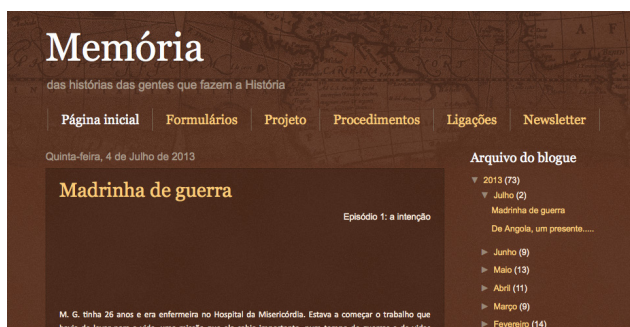 Memória
das histórias das gentes que fazem a História
Página inicial
Formulários
Projeto
Procedimentos
Ligações
Newsletter
Quinta-feira, 4 de Julho de 2013
Madrinha de guerra
Episódio 1: a intenção
M. G. tinha 26 anos e era enfermeira no Hospital da Misericórdia. Estava a começar o trabalho que
Arquivo do blogue
▼ 2013 (73)
▼ Julho (2)
Madrinha de guerra
De Angola, um presente.....
► Junho (9)
► Maio (13)
► Abril (11)
► Março (9)
► Fevereiro (14)